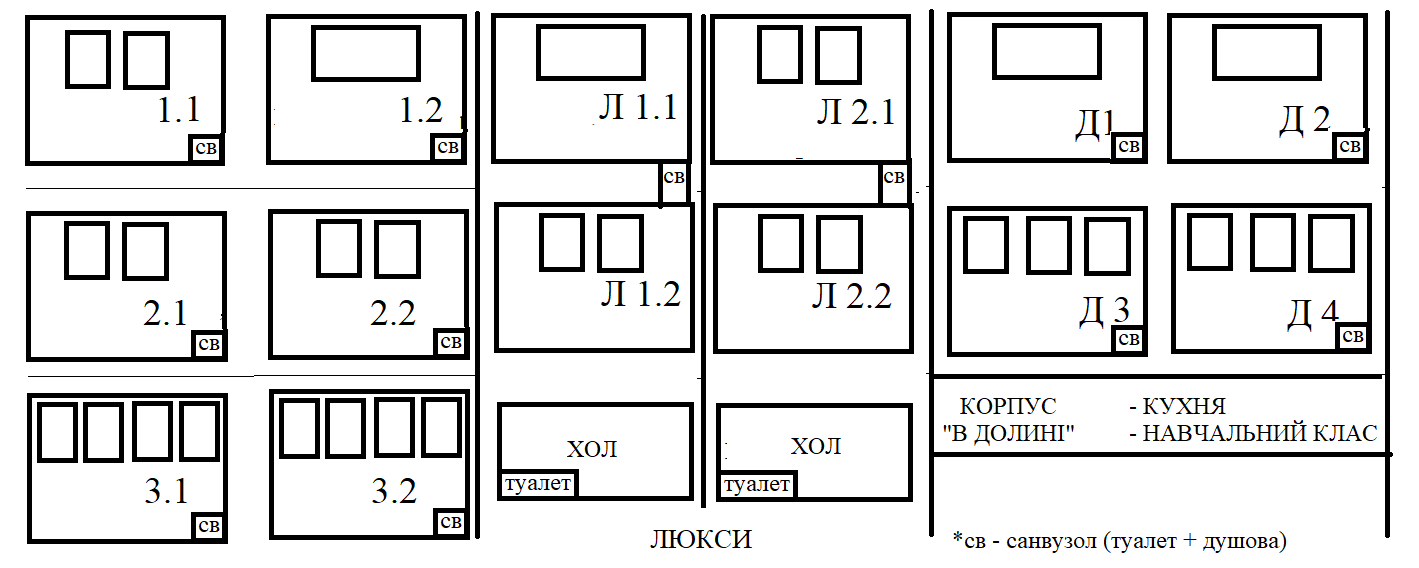 1.1
св
1.2
св
Л 1.1
св
Л 2.1
св
Д1
св
Д 2
св
2.1
св
2.2
св
Л 1.2
Л 2.2
Д 3
св
Д 4
св
3.1
св
3.2
св
ХОЛ
туалет
ХОЛ
туалет
ЛЮКСИ
КОРПУС - КУХНЯ
"В ДОЛИНІ" - НАВЧАЛЬНИЙ КЛАС
*св - санвузол (туалет + душова)